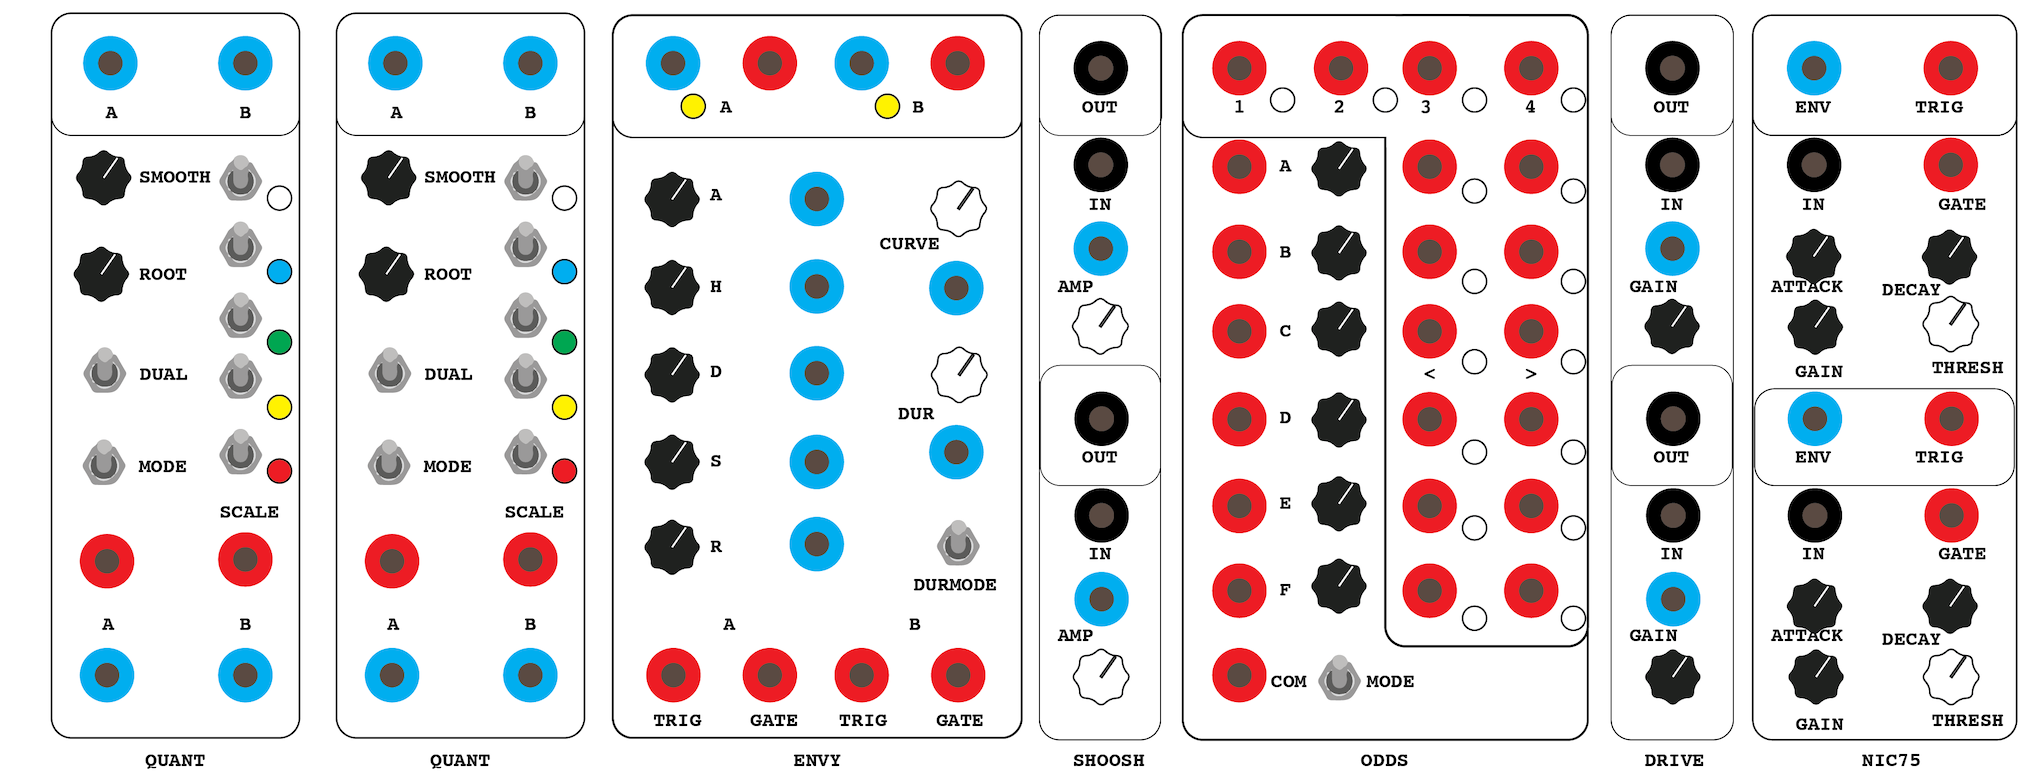 A B
SMOOTH
ROOT
DUAL
MODE
SCALE
A B
QUANT
A B
SMOOTH
ROOT
DUAL
MODE
SCALE
A B
QUANT
A B
A
CURVE
H
D
DUR
S
R
DURMODE
A B
TRIG GATE TRIG GATE
ENVY
OUT
IN
AMP
OUT
IN
AMP
SHOOSH
1 2 3 4
A
B
C
< >
D
E
F
COM MODE
ODDS
OUT
IN
GAIN
OUT
IN
GAIN
DRIVE
ENV TRIG
IN GATE
ATTACK DECAY
GAIN THRESH
ENV TRIG
IN GATE
ATTACK DECAY
GAIN THRESH
NIC75